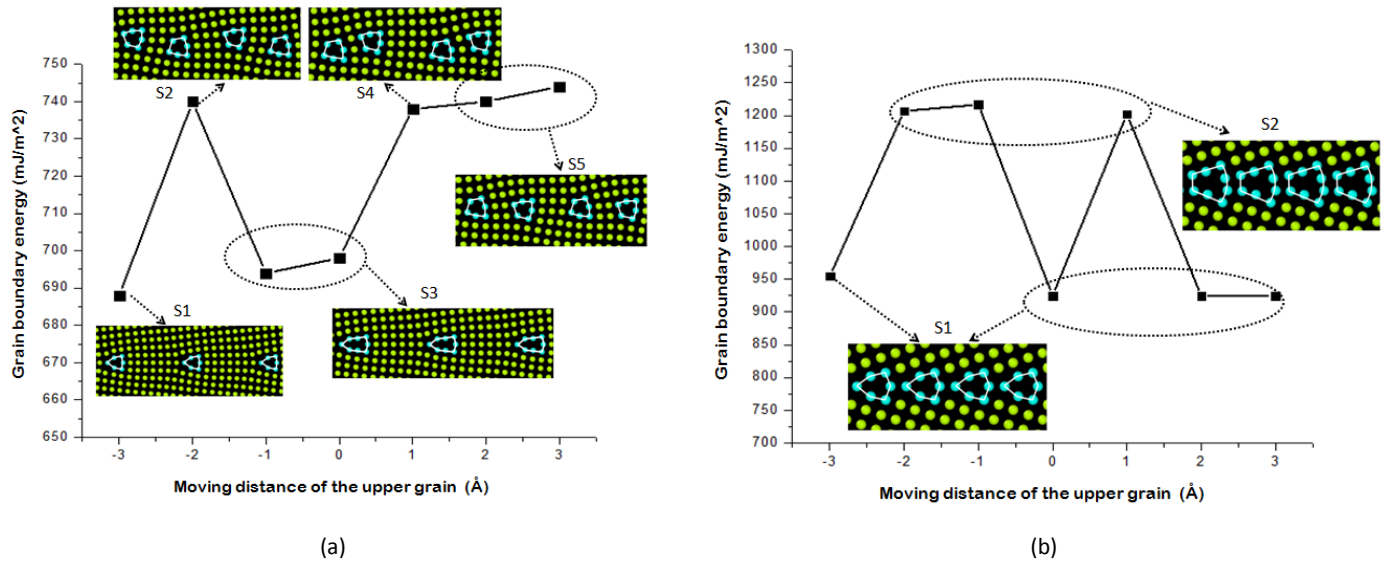 Grain boundary energy (mJ/m^2)
750
740
730
720
710
700
690
680
670
660
650
S2
S4
S5
S1
S3
-3
-2
-1
0
1
2
3
Moving distance of the upper grain (Å)
(a)
Grain boundary energy (mJ/m^2)
1300
1250
1200
1150
1100
1050
1000
950
900
850
800
750
700
S2
S1
-3
-2
-1
0
1
2
3
Moving distance of the upper grain (Å)
(b)